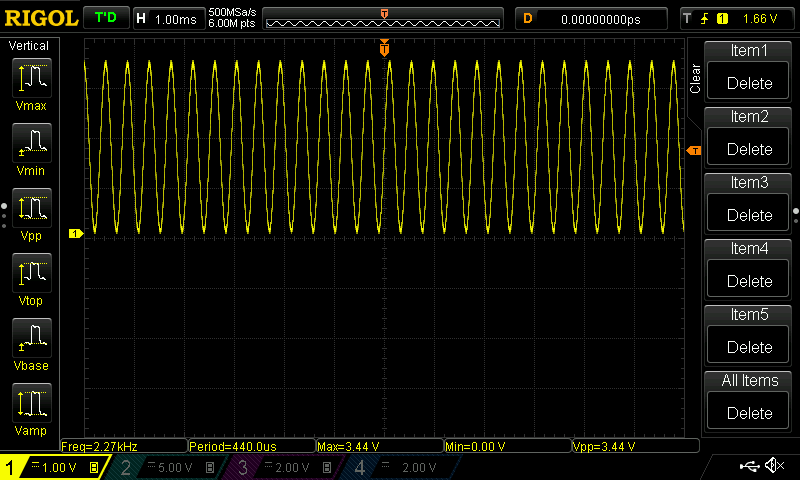 RIGOL T'D H 1.00ms 500MSa/s 6.00M pts T D 0.00000000ps T 1 1.66 V
Vertical
Vmax
Vmin
Vpp
Vtop
Vbase
Vamp
T
1
T
Clear
Item1
Delete
Item2
Delete
Item3
Delete
Item4
Delete
Item5
Delete
All Items
Delete
Freq=2.27kHz Period=440.0us Max=3.44 V Min=0.00 V Vpp=3.44 V
1 1.00 V B 2 5.00 V B 3 2.00 V B 4 2.00 V